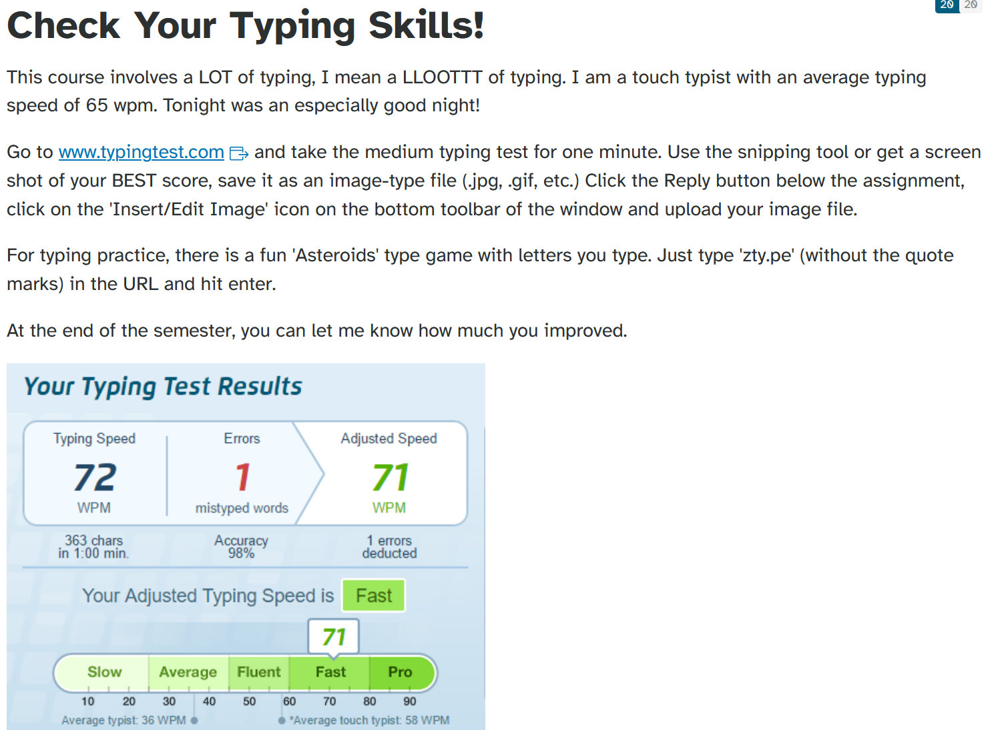 20 20
Check Your Typing Skills!
This course involves a LOT of typing, I mean a LLOOTTT of typing. I am a touch typist with an average typing
speed of 65 wpm. Tonight was an especially good night!
Go to www.typingtest.com and take the medium typing test for one minute. Use the snipping tool or get a screen
shot of your BEST score, save it as an image-type file (.jpg, .gif, etc.) Click the Reply button below the assignment,
click on the 'Insert/Edit Image' icon on the bottom toolbar of the window and upload your image file.
For typing practice, there is a fun 'Asteroids' type game with letters you type. Just type 'zty.pe' (without the quote
marks) in the URL and hit enter.
At the end of the semester, you can let me know how much you improved.
Your Typing Test Results
Typing Speed Errors Adjusted Speed
72 1 71
WPM mistyped words WPM
363 chars Accuracy 1 errors
in 1:00 min. 98% deducted
Your Adjusted Typing Speed is Fast
71
Slow Average Fluent Fast Pro
10 20 30 40 50 60 70 80 90
Average typist: 36 WPM *Average touch typist: 58 WPM